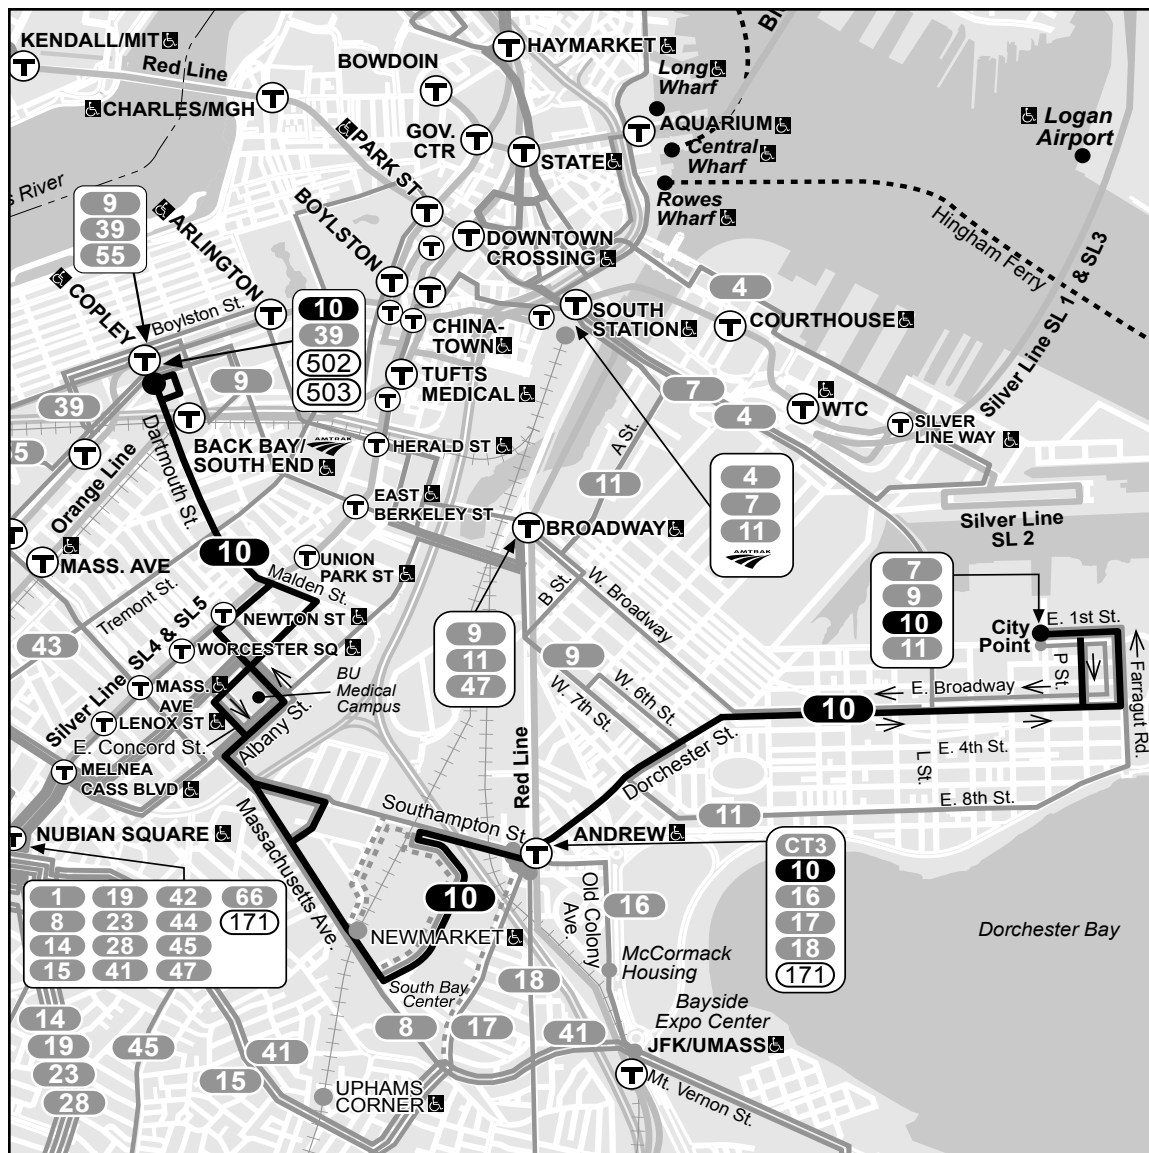 KENDALL/MIT
Red Line
CHARLES/MGH
BOWDOIN
HAYMARKET
Long
Wharf
GOV.
CTR
PARK ST
STATE
AQUARIUM
Central
Wharf
Rowes
Wharf
Logan
Airport
Hingham Ferry
Silver Line SL 1 & SL3
s River
9
39
55
ARLINGTON
BOYLSTON
COPLEY
Boylston St.
DOWNTOWN
CROSSING
10
39
502
503
CHINA-
TOWN
SOUTH
STATION
4
COURTHOUSE
TUFTS
MEDICAL
9
39
7
4
WTC
SILVER
LINE WAY
BACK BAY/
SOUTH END
AMTRAK
HERALD ST
A St.
11
Dartmouth St.
Orange Line
5
EAST
BERKELEY ST
BROADWAY
4
7
11
AMTRAK
Silver Line
SL 2
MASS. AVE
10
UNION
PARK ST
Malden St.
Tremont St.
NEWTON ST
43
SL4 & SL5
WORCESTER SQ
B St.
W. Broadway
7
9
10
11
City
Point
E. 1st St.
9
11
47
9
W. 6th St.
W. 7th St.
P St.
E. Broadway
Farragut Rd.
MASS.
AVE
BU
Medical
Campus
Silver Line
LENOX ST
E. Concord St.
Albany St.
10
E. 4th St.
L St.
Dorchester St.
MELNEA
CASS BLVD
Red Line
E. 8th St.
11
Massachusetts Ave.
Southampton St.
NUBIAN SQUARE
ANDREW
CT3
10
16
17
18
171
1 19 42 66
8 23 44 171
14 28 45
15 41 47
10
NEWMARKET
Old Colony
Ave.
16
McCormack
Housing
Dorchester Bay
South Bay
Center
18
Bayside
Expo Center
JFK/UMASS
8
17
41
14
19
23
28
45
41
15
UPHAMS
CORNER
Mt. Vernon St.